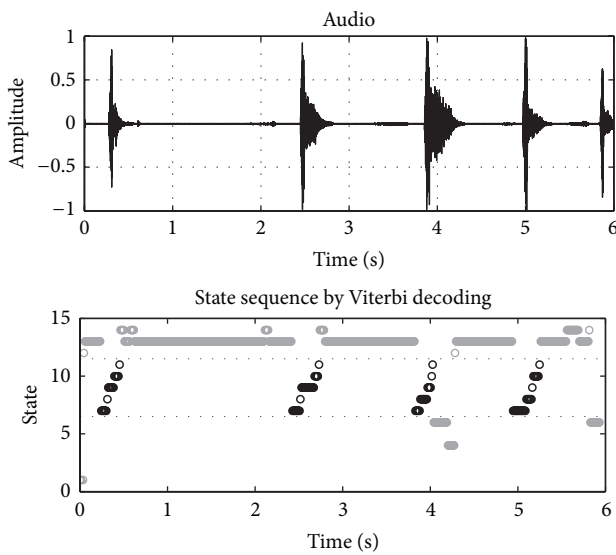 Audio
1
0.5
0
−0.5
−1
Amplitude
0 1 2 3 4 5 6
Time (s)
State sequence by Viterbi decoding
15
10
5
0
State
0 1 2 3 4 5 6
Time (s)